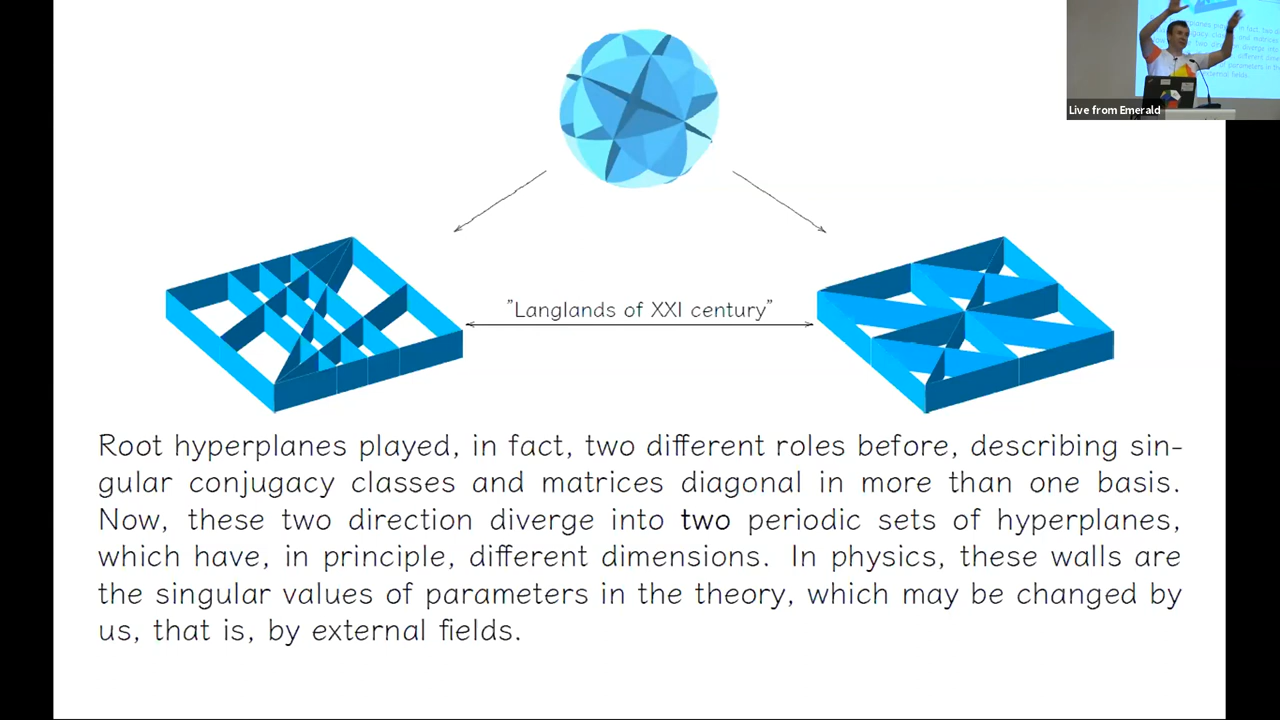 Live from Emerald
"Langlands of XXI century"
Root hyperplanes played, in fact, two different roles before, describing sin-
gular conjugacy classes and matrices diagonal in more than one basis.
Now, these two direction diverge into two periodic sets of hyperplanes,
which have, in principle, different dimensions. In physics, these walls are
the singular values of parameters in the theory, which may be changed by
us, that is, by external fields.